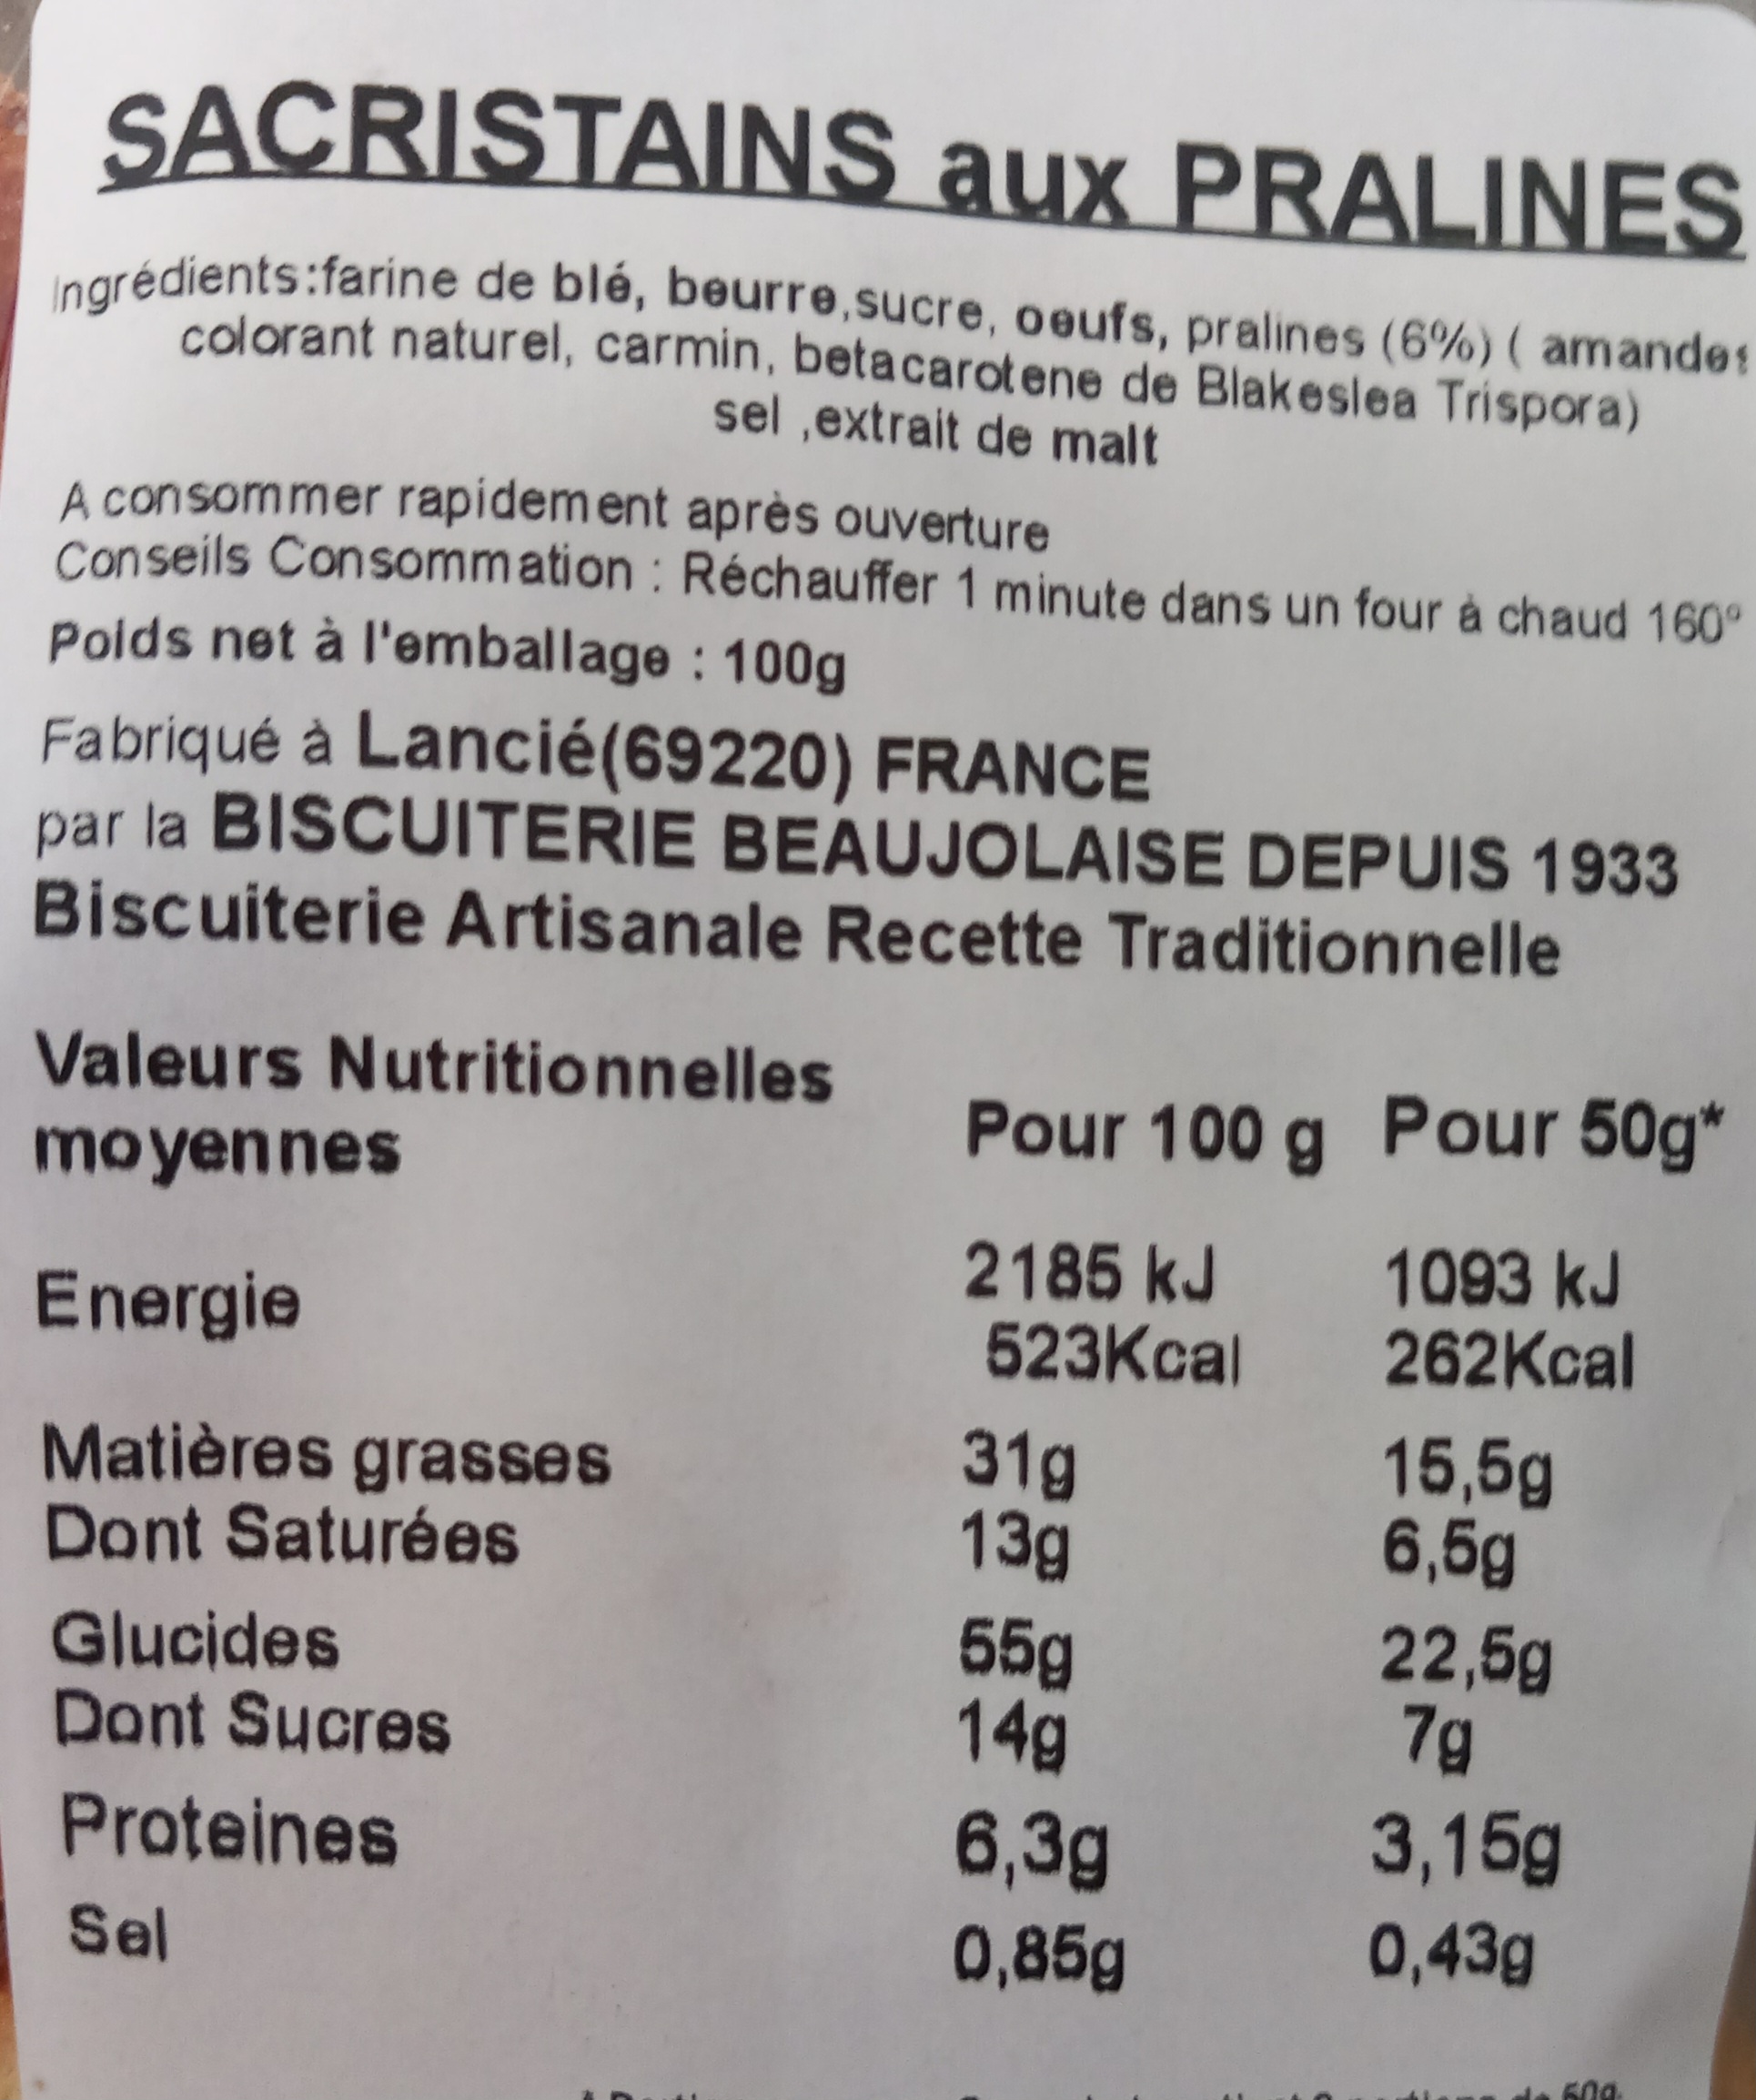 SACRISTAINS aux PRALINES
Ingrédients:farine de blé, beurre,sucre, oeufs, pralines (6%) ( amandes
colorant naturel, carmin, betacarotene de Blakeslea Trispora)
sel ,extrait de malt
A consommer rapidement après ouverture
Conseils Consommation : Réchauffer 1 minute dans un four à chaud 160°
Poids net à l'emballage : 100g
Fabriqué à Lancié(69220) FRANCE
par la BISCUITERIE BEAUJOLAISE DEPUIS 1933
Biscuiterie Artisanale Recette Traditionnelle
Valeurs Nutritionnelles
moyennes Pour 100 g Pour 50g*
Energie 2185 kJ 1093 kJ
523Kcal 262Kcal
Matières grasses 31g 15,5g
Dont Saturées 13g 6,5g
Glucides 55g 22,5g
Dont Sucres 14g 7g
Proteines 6,3g 3,15g
Sel 0,85g 0,43g
de 50g.